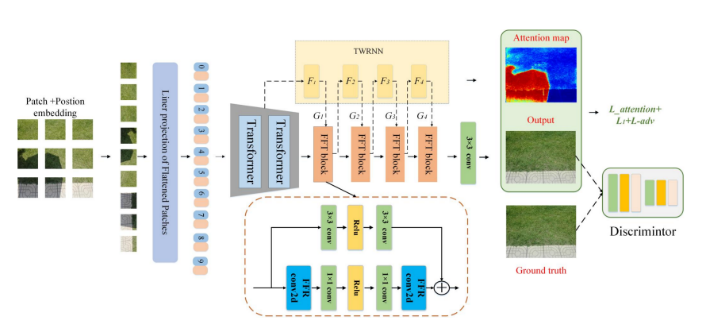 Patch +Postion
embedding
Liner projection of Flattened Patches
0
1
2
3
4
5
6
7
8
9
Transformer
Transformer
TWRNN
F₁
F₂
F₃
F₄
G₁
G₂
G₃
G₄
FFT block
FFT block
FFT block
FFT block
3×3 conv
3×3 conv
Relu
3×3 conv
FFR
conv2d
1×1 conv
Relu
1×1 conv
FFR
conv2d
Attention map
Output
Ground truth
L_attention+
L₁+L-adv
Discrimintor